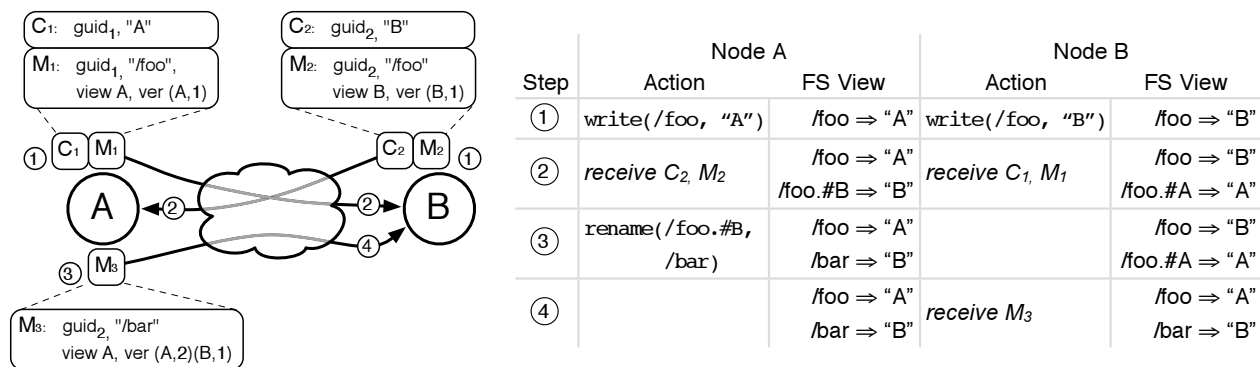 C1: guid1, "A"
M1: guid1, "/foo",
view A, ver (A,1)
C2: guid2, "B"
M2: guid2, "/foo"
view B, ver (B,1)
1 C1 M1
C2 M2 1
A 2 2 B
4
3 M3
M3: guid2, "/bar"
view A, ver (A,2)(B,1)
Node A Node B
Step Action FS View Action FS View
1 write(/foo, “A”) /foo ⇒ “A” write(/foo, “B”) /foo ⇒ “B”
2 receive C2, M2 /foo ⇒ “A” receive C1, M1 /foo ⇒ “B”
/foo.#B ⇒ “B” /foo.#A ⇒ “A”
3 rename(/foo.#B, /foo ⇒ “A” /foo ⇒ “B”
/bar) /bar ⇒ “B” /foo.#A ⇒ “A”
4 /foo ⇒ “A” receive M3 /foo ⇒ “A”
/bar ⇒ “B” /bar ⇒ “B”